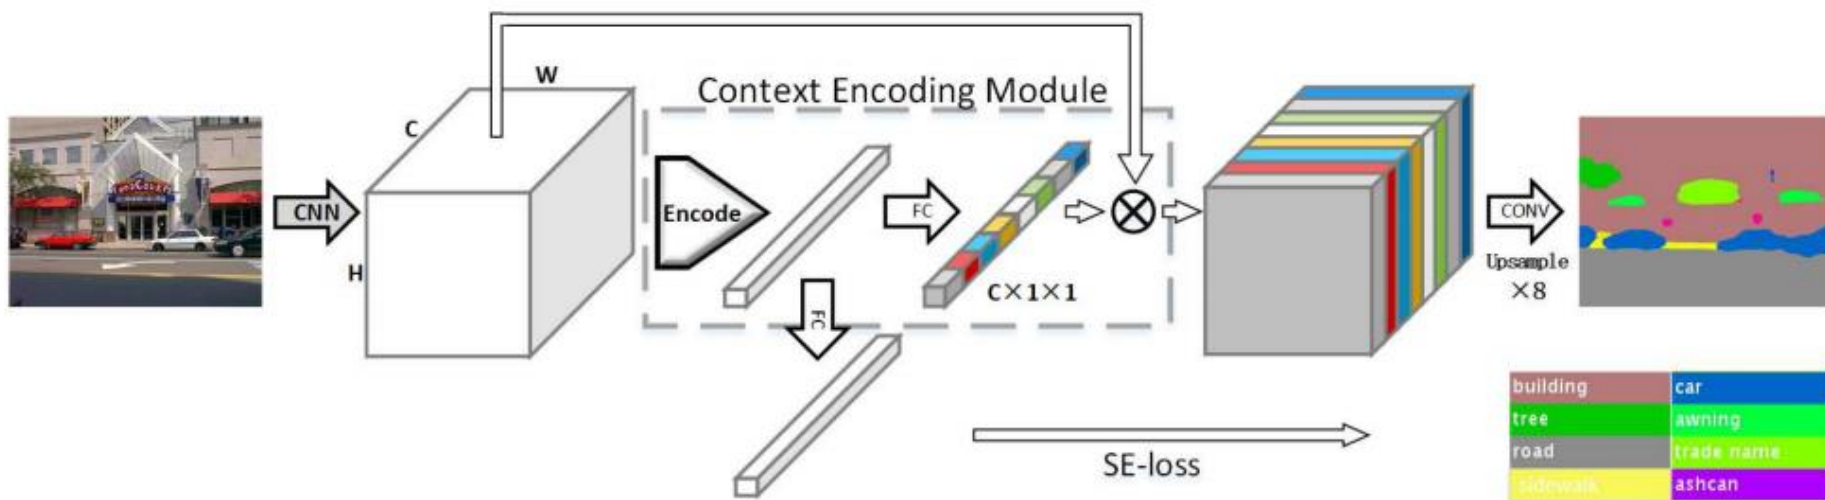 W
Context Encoding Module
C
CNN
Encode
FC
CONV
H
C×1×1
Upsample
×8
FC
SE-loss
building
car
tree
awning
road
trade name
sidewalk
ashcan